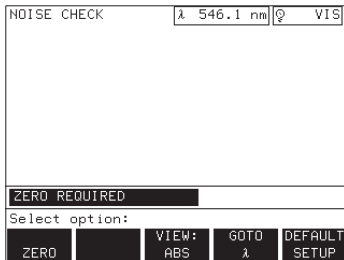 NOISE CHECK λ 546.1 nm VIS
ZERO REQUIRED
Select option:
VIEW: GOTO DEFAULT
ZERO ABS λ SETUP